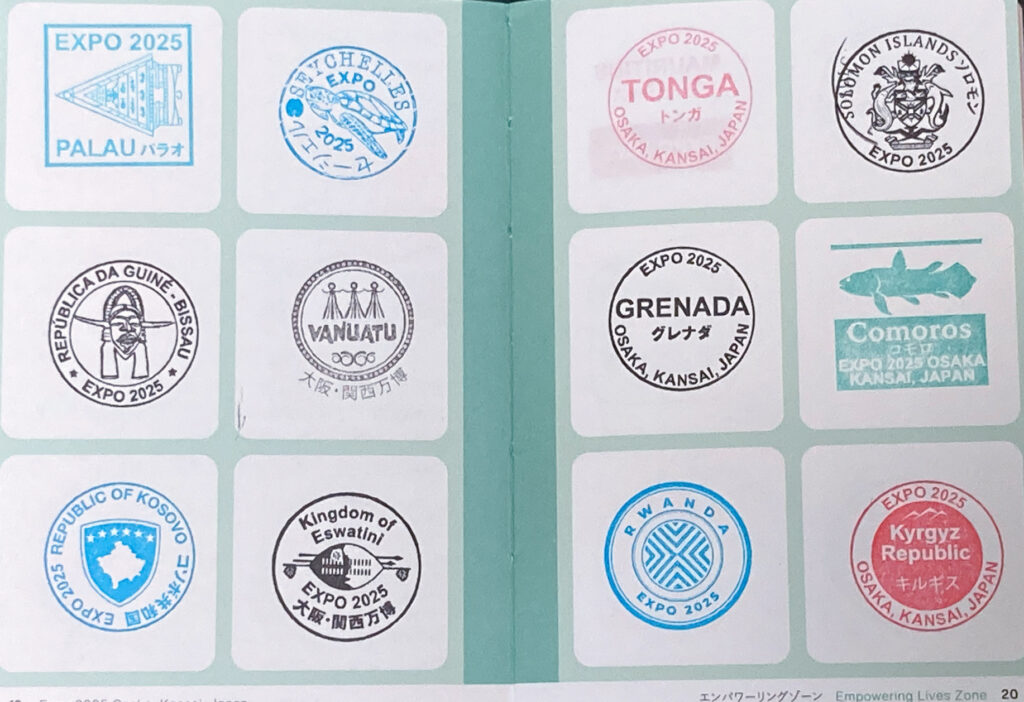 EXPO 2025
PALAU パラオ
SEYCHELLES
EXPO
2025
セーシェル
EXPO 2025
TONGA
トンガ
OSAKA, KANSAI, JAPAN
SOLOMON ISLANDS ソロモン
EXPO 2025
REPÚBLICA DA GUINÉ - BISSAU
EXPO 2025
VANUATU
大阪・関西万博
EXPO 2025
GRENADA
グレナダ
OSAKA, KANSAI, JAPAN
Comoros
コモロ
EXPO 2025 OSAKA
KANSAI, JAPAN
REPUBLIC OF KOSOVO コソボ共和国
EXPO 2025
Kingdom of
Eswatini
EXPO 2025
大阪・関西万博
RWANDA
EXPO 2025
EXPO 2025
Kyrgyz
Republic
キルギス
OSAKA, KANSAI, JAPAN
エンパワーリングゾーン Empowering Lives Zone 20